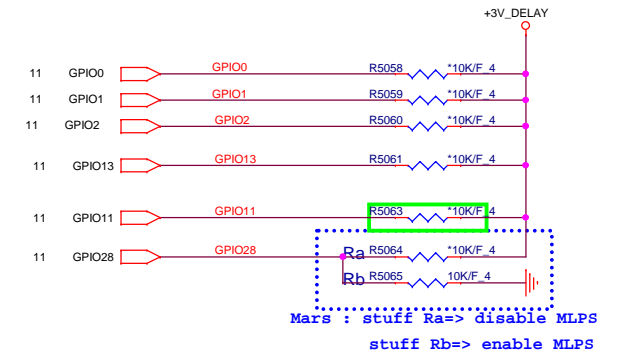 +3V_DELAY
11 GPIO0 GPIO0 R5058 *10K/F_4
11 GPIO1 GPIO1 R5059 *10K/F_4
11 GPIO2 GPIO2 R5060 *10K/F_4
11 GPIO13 GPIO13 R5061 *10K/F_4
11 GPIO11 GPIO11 R5063 *10K/F_4
11 GPIO28 GPIO28 Ra R5064 *10K/F_4
Rb R5065 10K/F_4
Mars : stuff Ra=> disable MLPS
stuff Rb=> enable MLPS